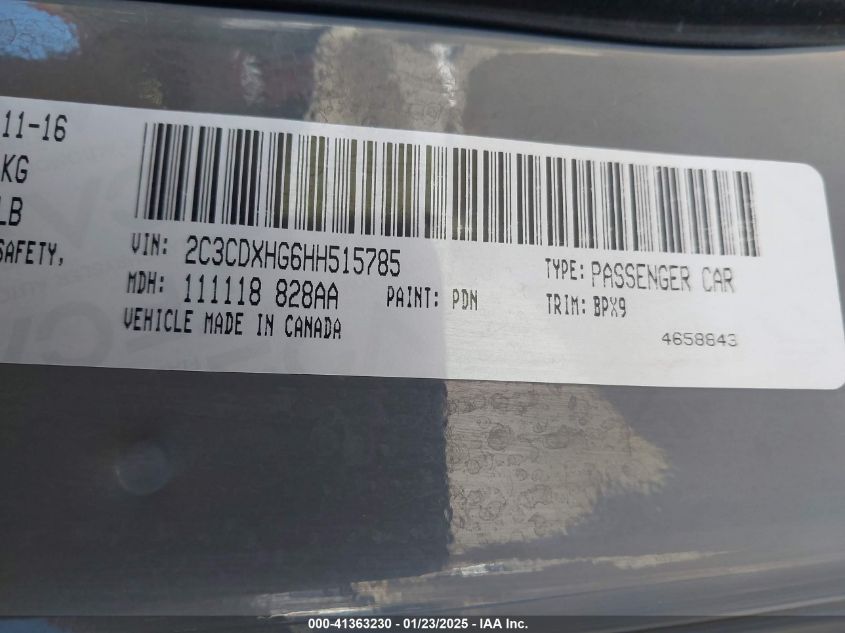 11-16
KG
LB
SAFETY,
VIN: 2C3CDXHG6HH515785
TYPE: PASSENGER CAR
MDH: 111118 828AA
PAINT: PDN
TRIM: BPX9
VEHICLE MADE IN CANADA
4658843
000-41363230 - 01/23/2025 - IAA Inc.